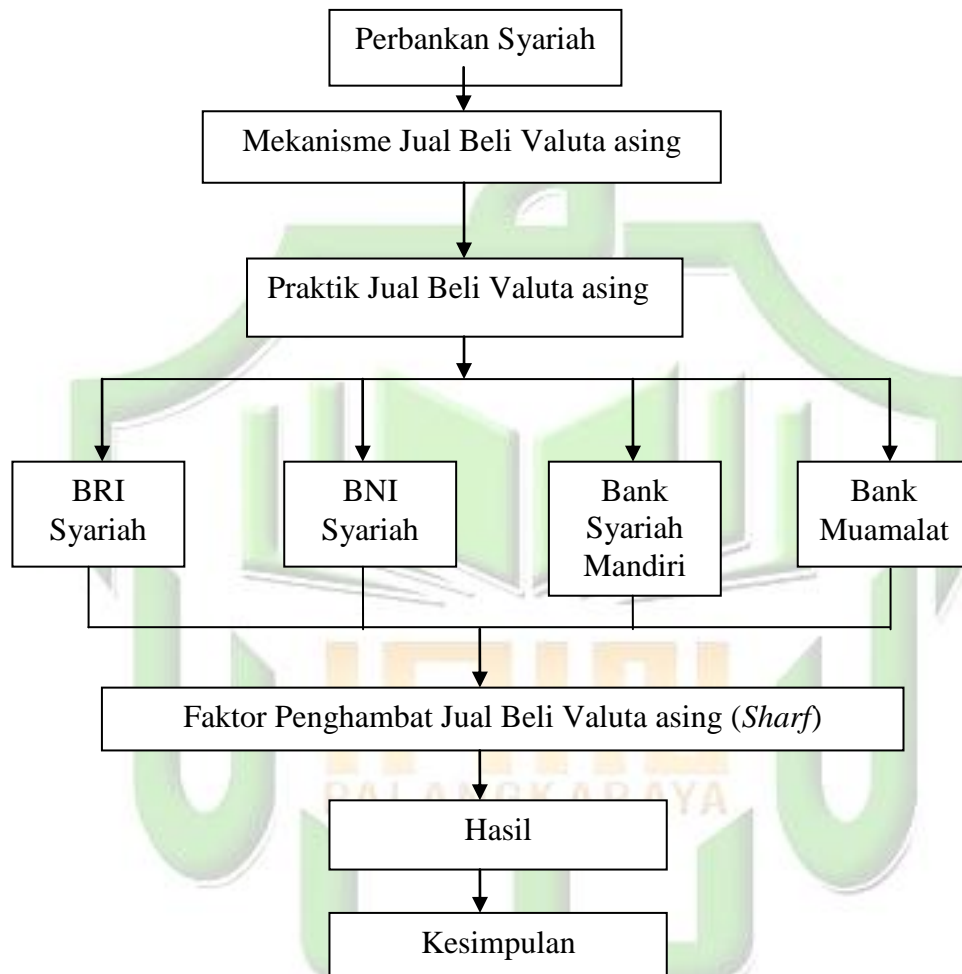 Perbankan Syariah
Mekanisme Jual Beli Valuta asing
Praktik Jual Beli Valuta asing
BRI
Syariah
BNI
Syariah
Bank
Syariah
Mandiri
Bank
Muamalat
Faktor Penghambat Jual Beli Valuta asing (Sharf)
IAIN
PALANGKARAYA
Hasil
Kesimpulan